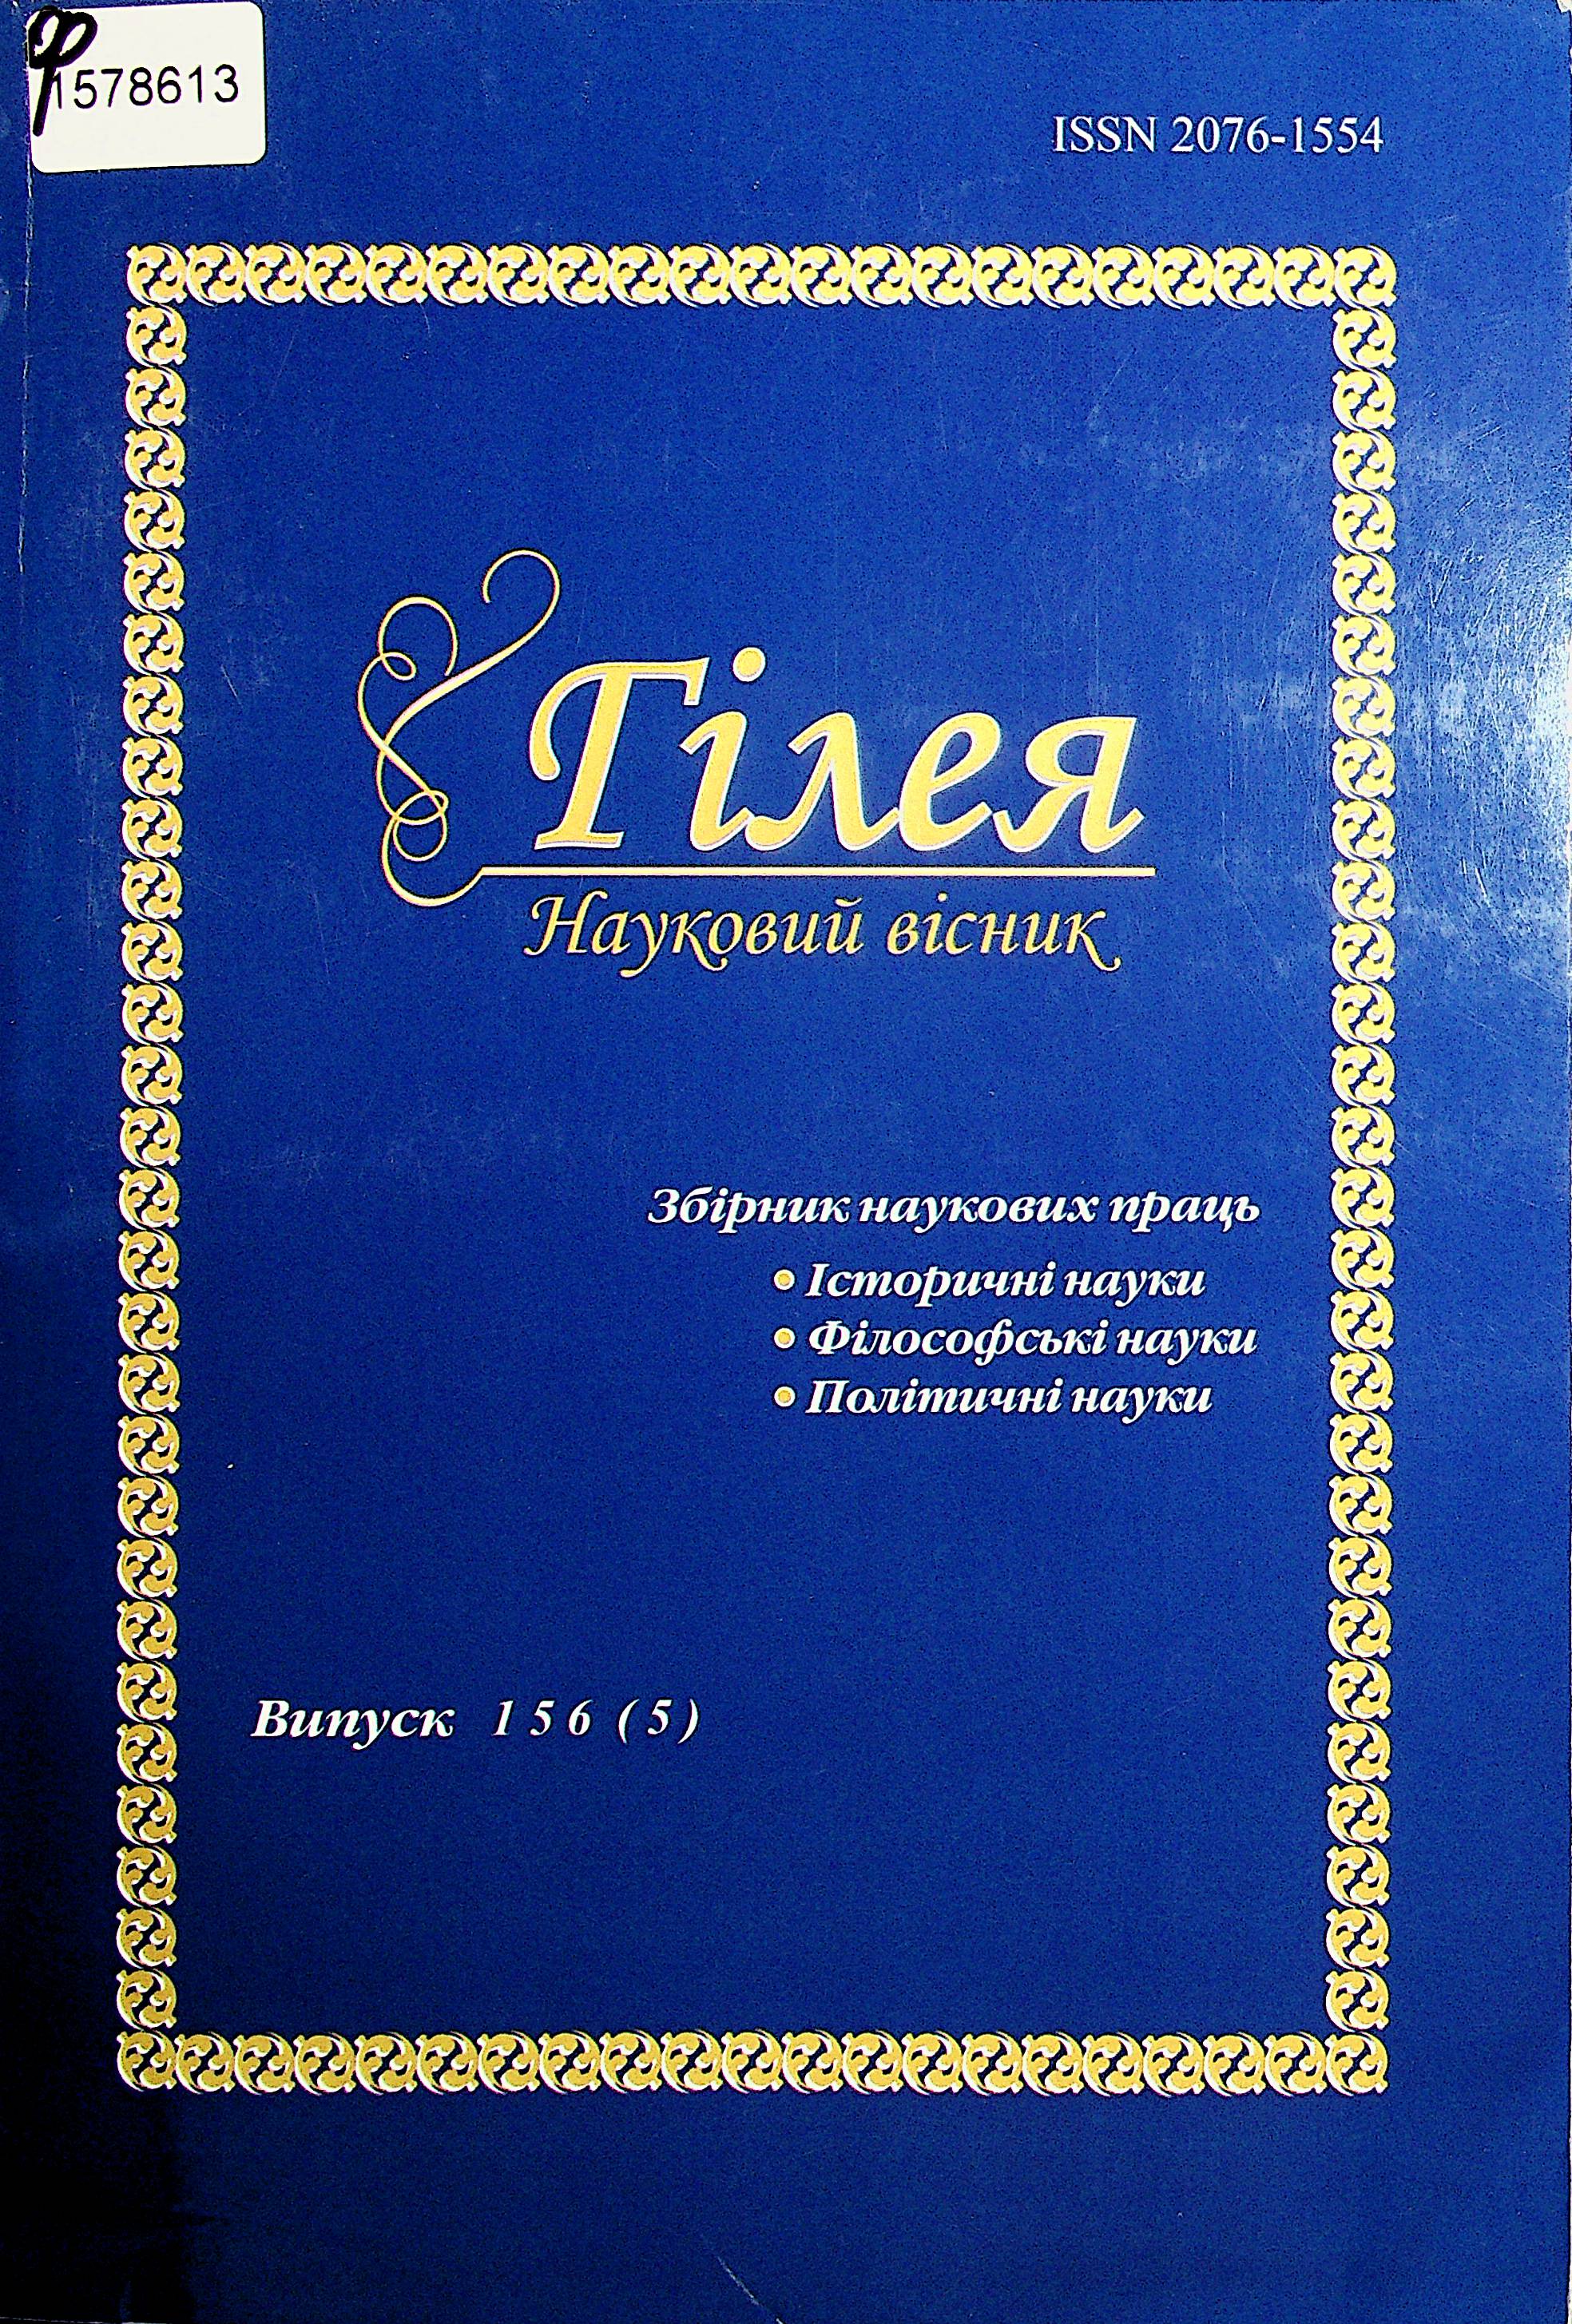 ф
1578613
ISSN 2076-1554
Гілея
Науковий вісник
Збірник наукових праць
• Історичні науки
• Філософські науки
• Політичні науки
Випуск 156 (5)